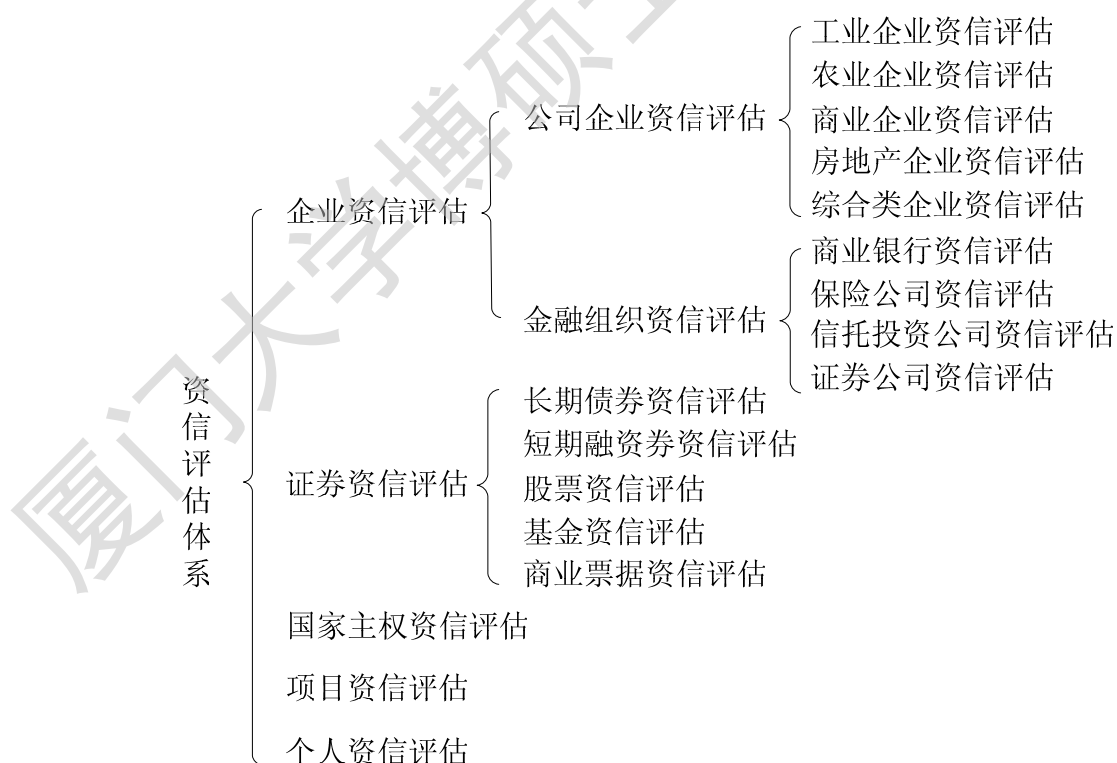 资信评估体系
企业资信评估
公司企业资信评估
工业企业资信评估
农业企业资信评估
商业企业资信评估
房地产企业资信评估
综合类企业资信评估
金融组织资信评估
商业银行资信评估
保险公司资信评估
信托投资公司资信评估
证券公司资信评估
证券资信评估
长期债券资信评估
短期融资券资信评估
股票资信评估
基金资信评估
商业票据资信评估
国家主权资信评估
项目资信评估
个人资信评估
厦门大学博硕士